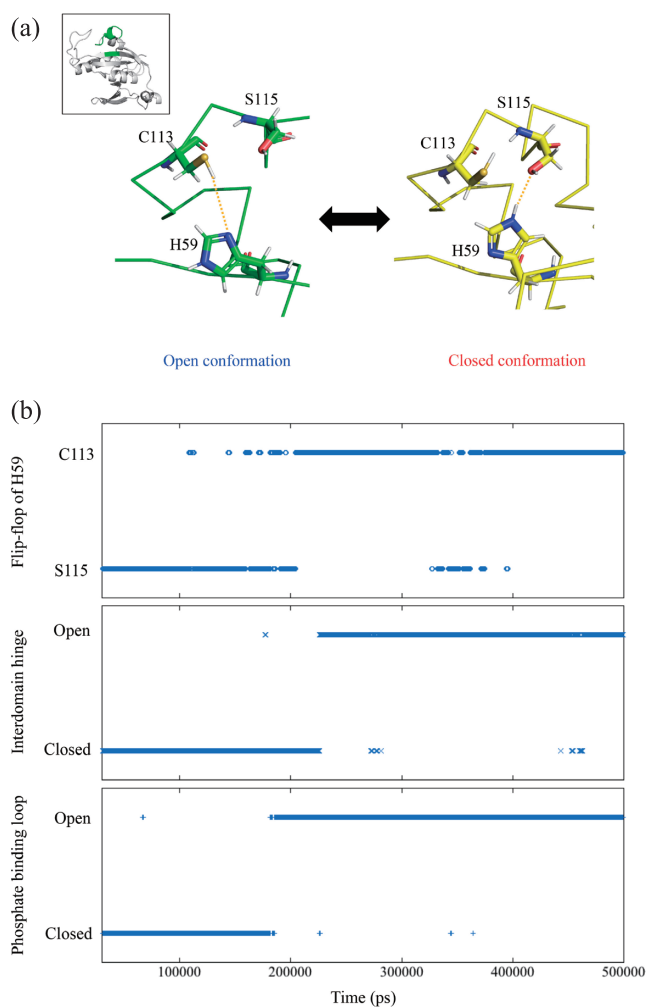 (a)
S115
C113
H59
S115
C113
H59
Open conformation
Closed conformation
(b)
Flip-flop of H59
C113
S115
Interdomain hinge
Open
Closed
Phosphate binding loop
Open
Closed
100000 200000 300000 400000 500000
Time (ps)